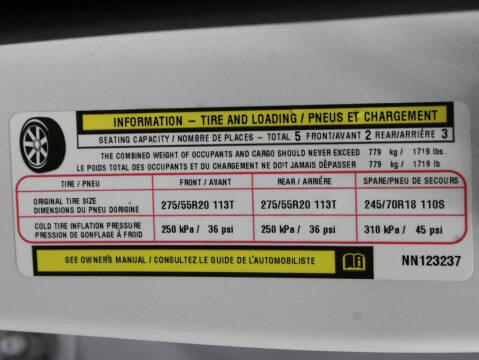 INFORMATION – TIRE AND LOADING / PNEUS ET CHARGEMENT
SEATING CAPACITY / NOMBRE DE PLACES – TOTAL 5 FRONT/AVANT 2 REAR/ARRIÉRE 3
THE COMBINED WEIGHT OF OCCUPANTS AND CARGO SHOULD NEVER EXCEED 779 kg / 1719 lbs.
LE POIDS TOTAL DES OCCUPANTS ET DU CHARGEMENT NE DOIT JAMAIS DÉPASSER 779 kg / 1719 lb
TIRE / PNEU FRONT / AVANT REAR / ARRIÉRE SPARE/PNEU DE SECOURS
ORIGINAL TIRE SIZE
DIMENSIONS DU PNEU DORIGINE 275/55R20 113T 275/55R20 113T 245/70R18 110S
COLD TIRE INFLATION PRESSURE
PRESSION DE GONFLAGE À FROID 250 kPa / 36 psi 250 kPa / 36 psi 310 kPa / 45 psi
SEE OWNER'S MANUAL / CONSULTEZ LE GUIDE DE L'AUTOMOBILISTE NN123237